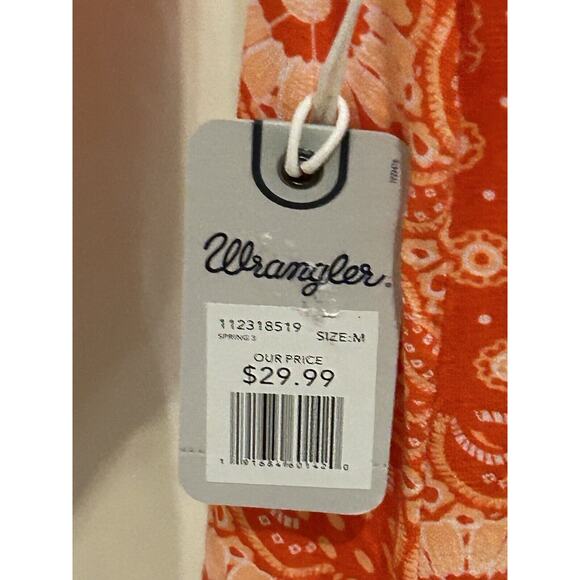 Wrangler
112318519 SIZE:M
SPRING 3
OUR PRICE
$29.99